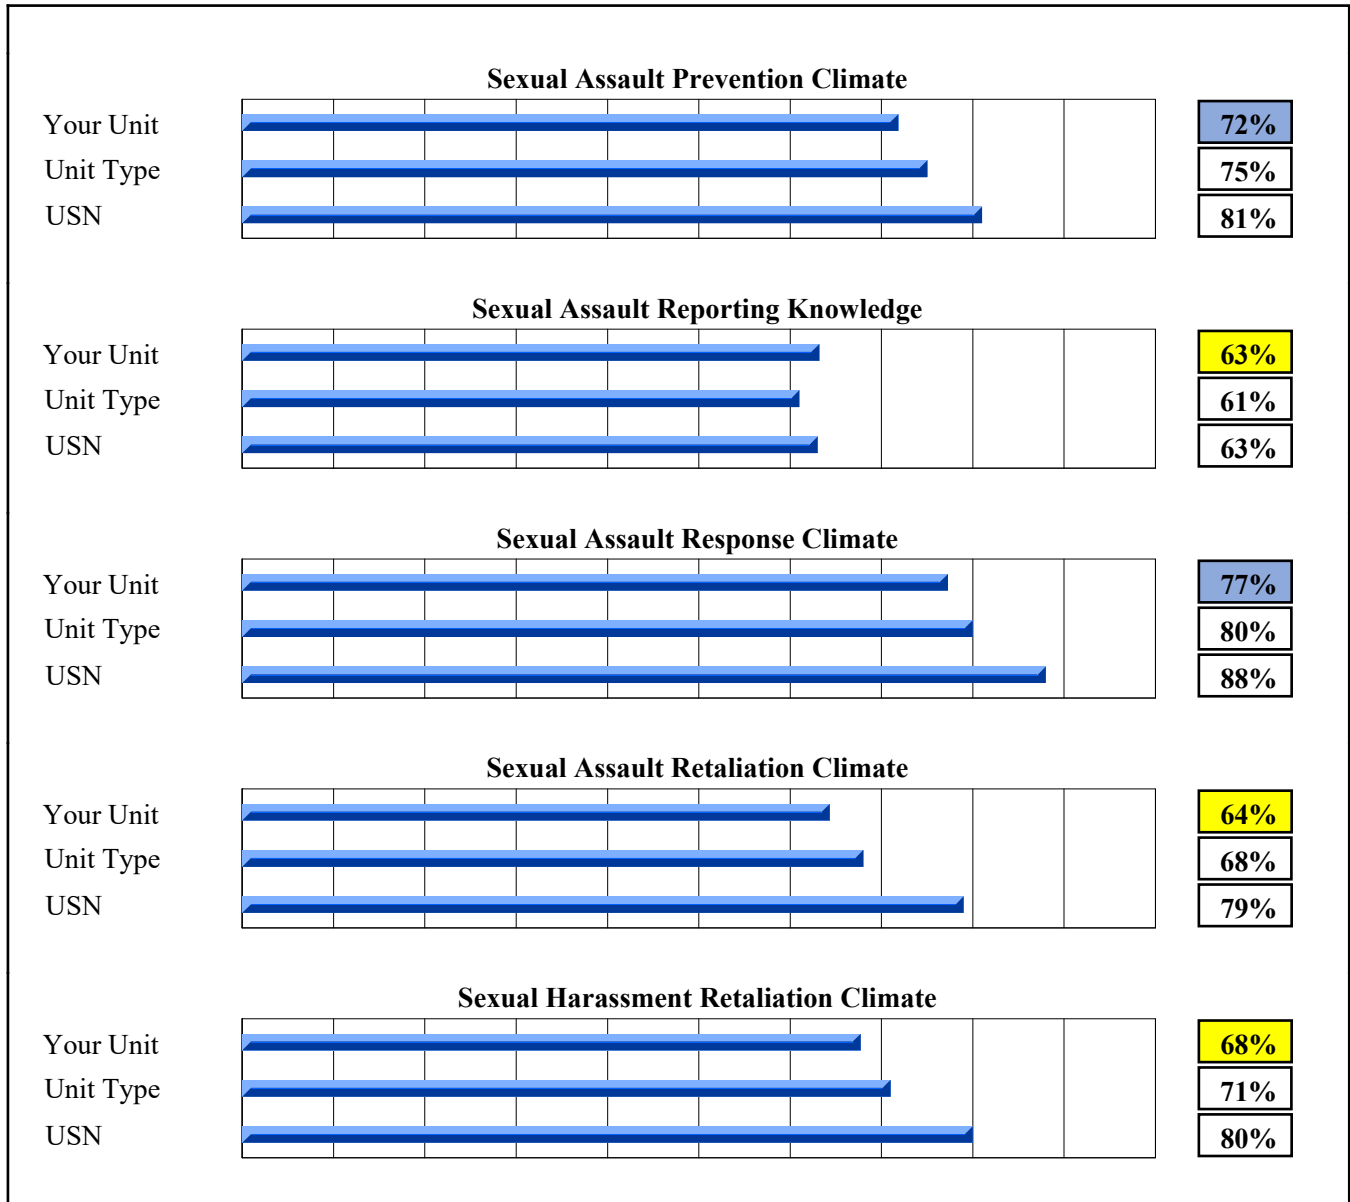 Sexual Assault Prevention Climate
Your Unit 72%
Unit Type 75%
USN 81%
Sexual Assault Reporting Knowledge
Your Unit 63%
Unit Type 61%
USN 63%
Sexual Assault Response Climate
Your Unit 77%
Unit Type 80%
USN 88%
Sexual Assault Retaliation Climate
Your Unit 64%
Unit Type 68%
USN 79%
Sexual Harassment Retaliation Climate
Your Unit 68%
Unit Type 71%
USN 80%